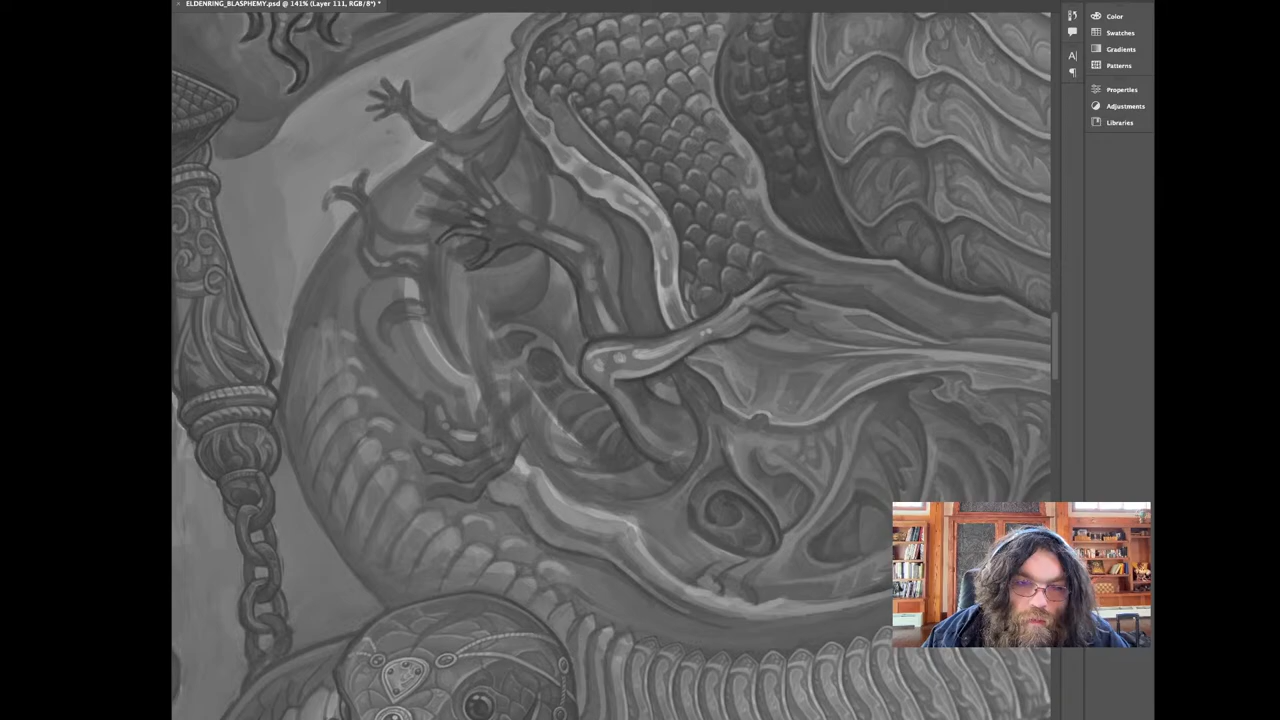 × ELDENRING_BLASPHEMY.psd @ 141% (Layer 111, RGB/8*) *
Color
Swatches
Gradients
Patterns
Properties
Adjustments
Libraries